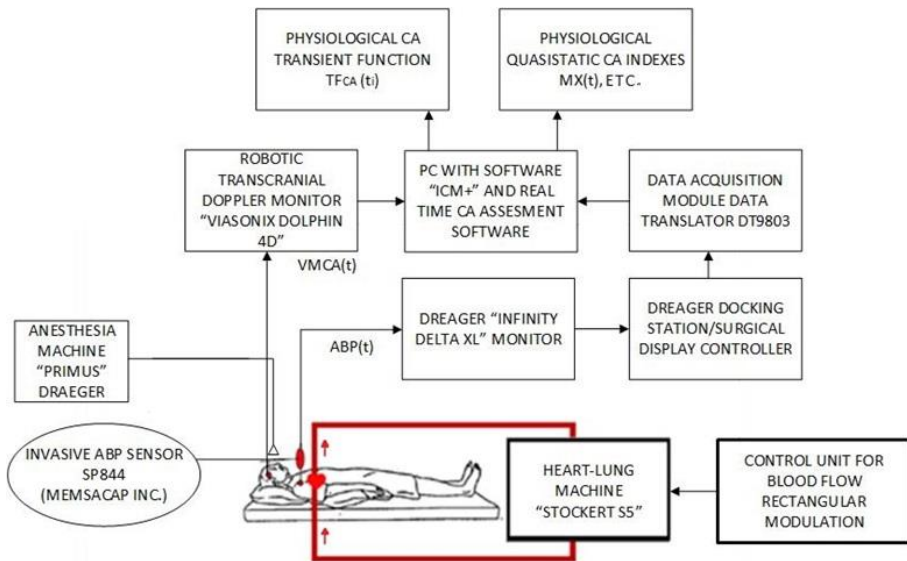 PHYSIOLOGICAL CA
TRANSIENT FUNCTION
TFCA (ti)
PHYSIOLOGICAL
QUASISTATIC CA INDEXES
MX(t), ETC.
ROBOTIC
TRANSCRANIAL
DOPPLER MONITOR
"VIASONIX DOLPHIN
4D"
PC WITH SOFTWARE
"ICM+" AND REAL
TIME CA ASSESMENT
SOFTWARE
DATA ACQUISITION
MODULE DATA
TRANSLATOR DT9803
VMCA(t)
ANESTHESIA
MACHINE
"PRIMUS"
DRAEGER
ABP(t)
DREAGER "INFINITY
DELTA XL" MONITOR
DREAGER DOCKING
STATION/SURGICAL
DISPLAY CONTROLLER
INVASIVE ABP SENSOR
SP844
(MEMSACAP INC.)
HEART-LUNG
MACHINE
"STOCKERT S5"
CONTROL UNIT FOR
BLOOD FLOW
RECTANGULAR
MODULATION